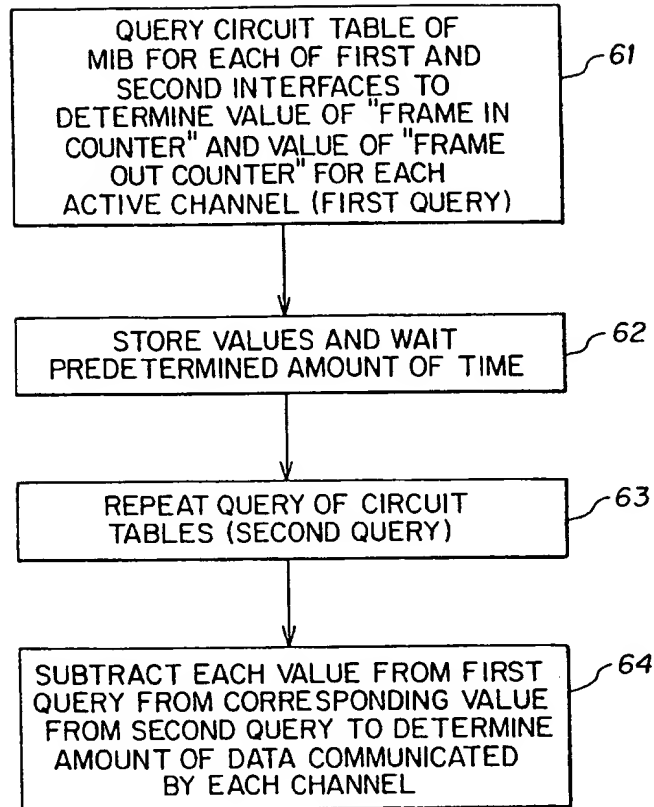 QUERY CIRCUIT TABLE OF
MIB FOR EACH OF FIRST AND
SECOND INTERFACES TO
DETERMINE VALUE OF "FRAME IN
COUNTER" AND VALUE OF "FRAME
OUT COUNTER" FOR EACH
ACTIVE CHANNEL (FIRST QUERY)
61
STORE VALUES AND WAIT
PREDETERMINED AMOUNT OF TIME
62
REPEAT QUERY OF CIRCUIT
TABLES (SECOND QUERY)
63
SUBTRACT EACH VALUE FROM FIRST
QUERY FROM CORRESPONDING VALUE
FROM SECOND QUERY TO DETERMINE
AMOUNT OF DATA COMMUNICATED
BY EACH CHANNEL
64